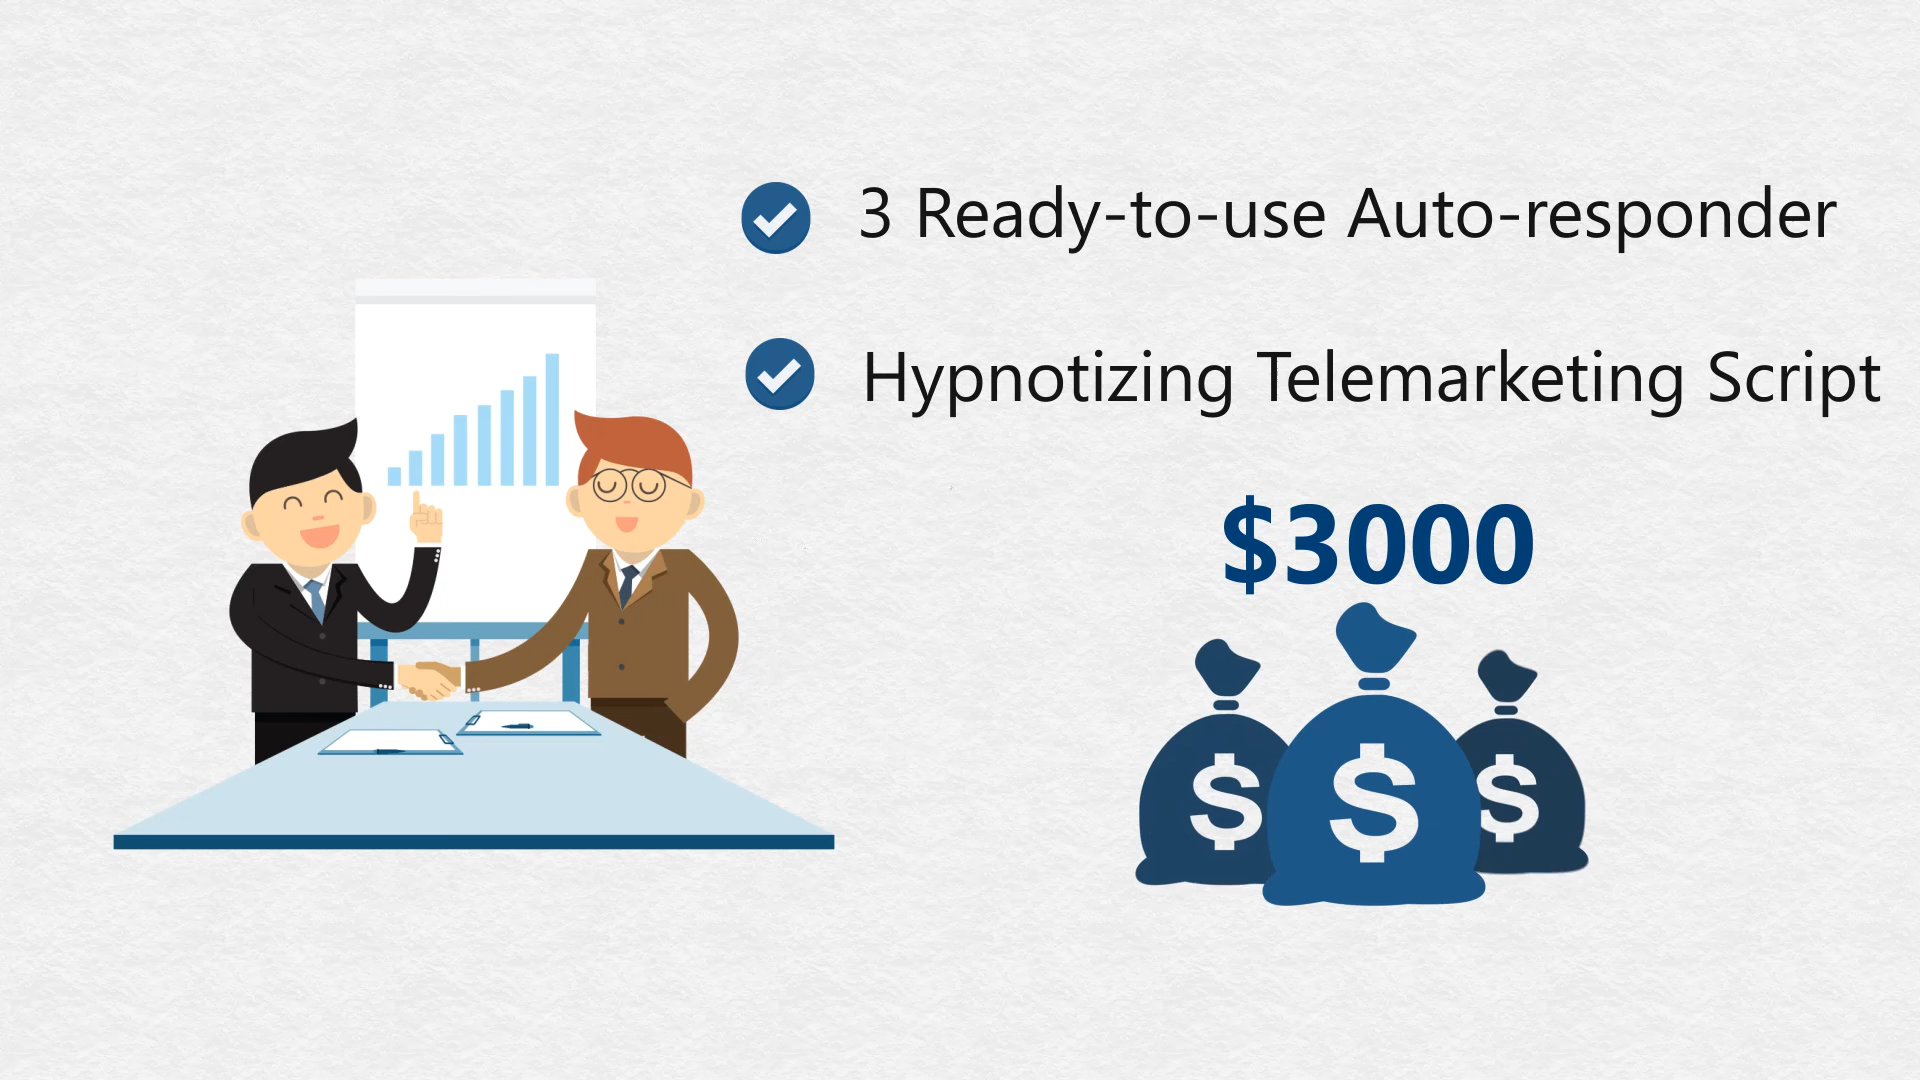 3 Ready-to-use Auto-responder
Hypnotizing Telemarketing Script
$3000
$ $ $